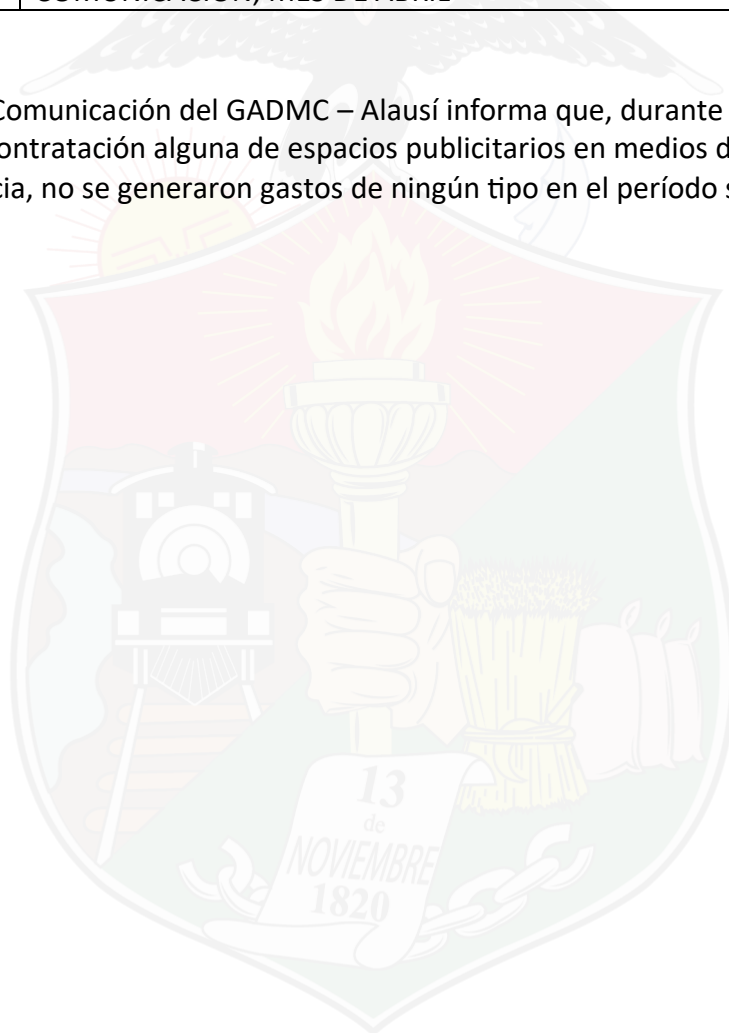 COMUNICACIÓN, MES DE ABRIL
Comunicación del GADMC – Alausí informa que, durante
contratación alguna de espacios publicitarios en medios d
cia, no se generaron gastos de ningún tipo en el período s
13
de
NOVIEMBRE
1820